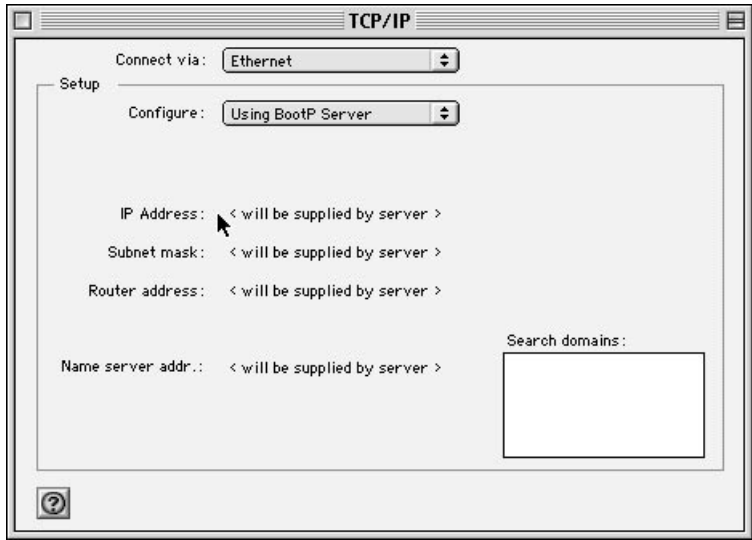 TCP/IP
Connect via: Ethernet
Setup
Configure: Using BootP Server
IP Address: < will be supplied by server >
Subnet mask: < will be supplied by server >
Router address: < will be supplied by server >
Search domains:
Name server addr.: < will be supplied by server >
?